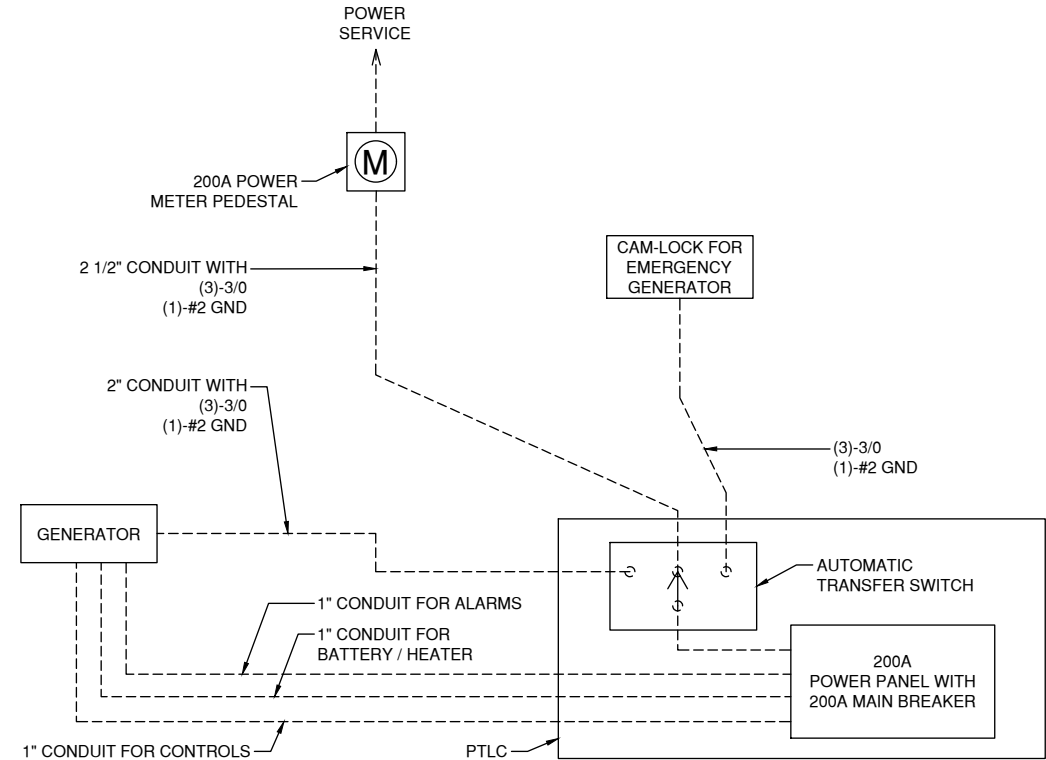 POWER
SERVICE
M
200A POWER
METER PEDESTAL
2 1/2" CONDUIT WITH
(3)-3/0
(1)-#2 GND
CAM-LOCK FOR
EMERGENCY
GENERATOR
2" CONDUIT WITH
(3)-3/0
(1)-#2 GND
(3)-3/0
(1)-#2 GND
GENERATOR
AUTOMATIC
TRANSFER SWITCH
1" CONDUIT FOR ALARMS
1" CONDUIT FOR
BATTERY / HEATER
200A
POWER PANEL WITH
200A MAIN BREAKER
1" CONDUIT FOR CONTROLS
PTLC